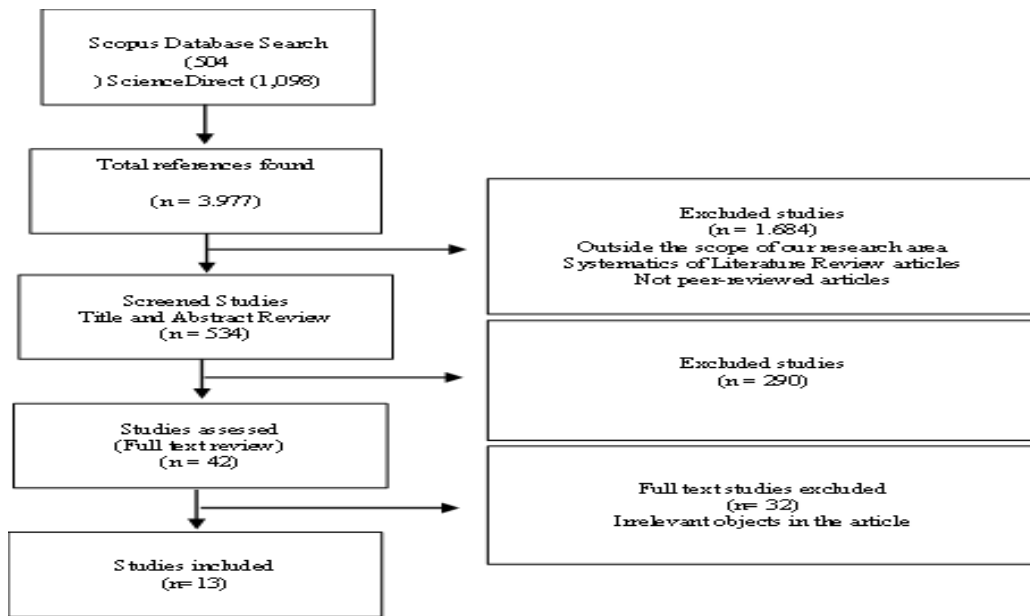 Scopus Database Search
(504
) ScienceDirect (1,098)
Total references found
(n = 3.977)
Excluded studies
(n = 1.684)
Outside the scope of our research area
Systematics of Literature Review articles
Not peer-reviewed articles
Screened Studies
Title and Abstract Review
(n = 534)
Excluded studies
(n = 290)
Studies assessed
(Full text review)
(n = 42)
Full text studies excluded
(n= 32)
Irrelevant objects in the article
Studies included
(n= 13)